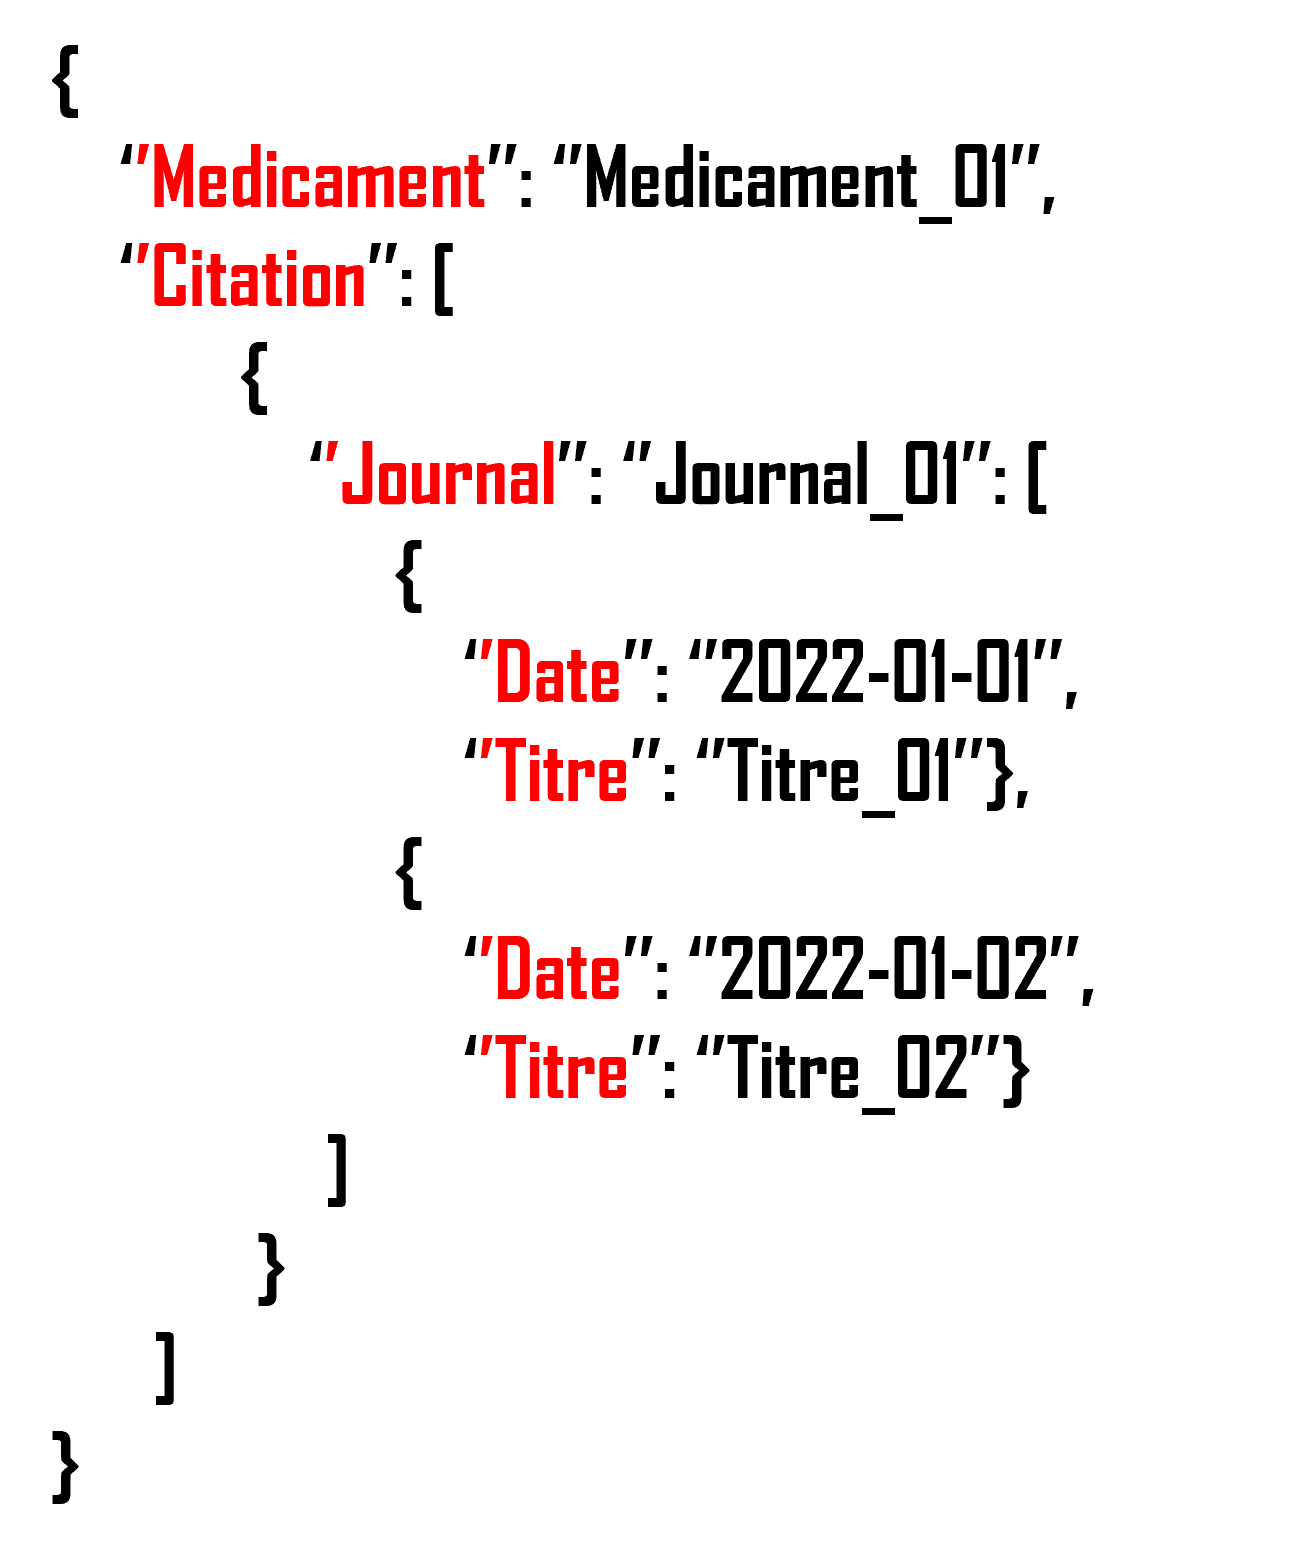 {
“Medicament”: “Medicament_01”,
“Citation”: [
{
“Journal”: “Journal_01”: [
{
“Date”: “2022-01-01”,
“Titre”: “Titre_01”},
{
“Date”: “2022-01-02”,
“Titre”: “Titre_02”}
]
}
]
}